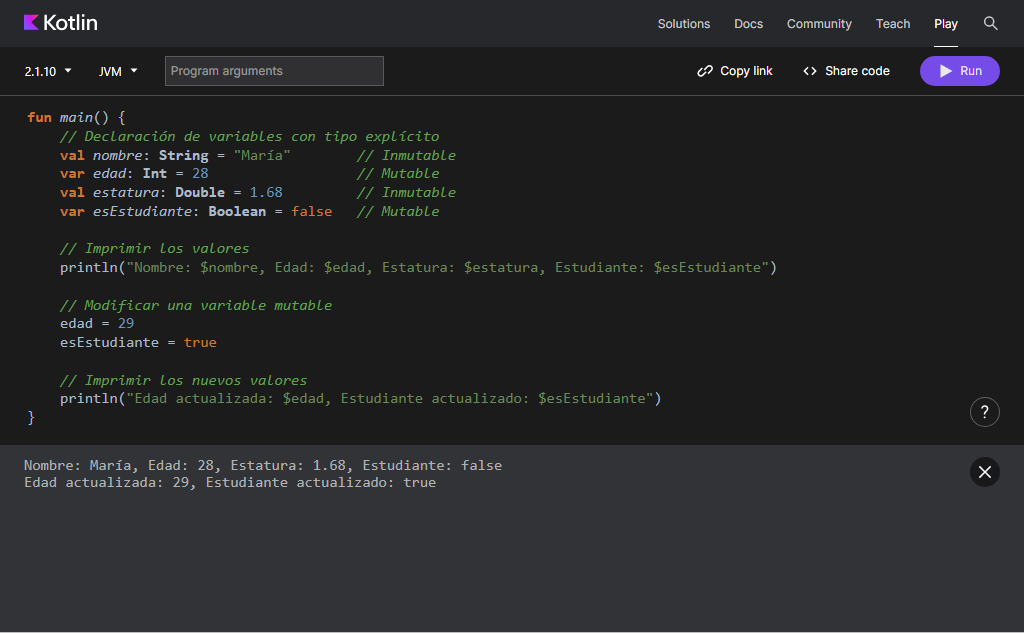 Kotlin Solutions Docs Community Teach Play
2.1.10 JVM Program arguments Copy link <> Share code Run
fun main() {
    // Declaración de variables con tipo explícito
    val nombre: String = "María"        // Inmutable
    var edad: Int = 28                  // Mutable
    val estatura: Double = 1.68         // Inmutable
    var esEstudiante: Boolean = false   // Mutable

    // Imprimir los valores
    println("Nombre: $nombre, Edad: $edad, Estatura: $estatura, Estudiante: $esEstudiante")

    // Modificar una variable mutable
    edad = 29
    esEstudiante = true

    // Imprimir los nuevos valores
    println("Edad actualizada: $edad, Estudiante actualizado: $esEstudiante")
}
?
Nombre: María, Edad: 28, Estatura: 1.68, Estudiante: false
Edad actualizada: 29, Estudiante actualizado: true